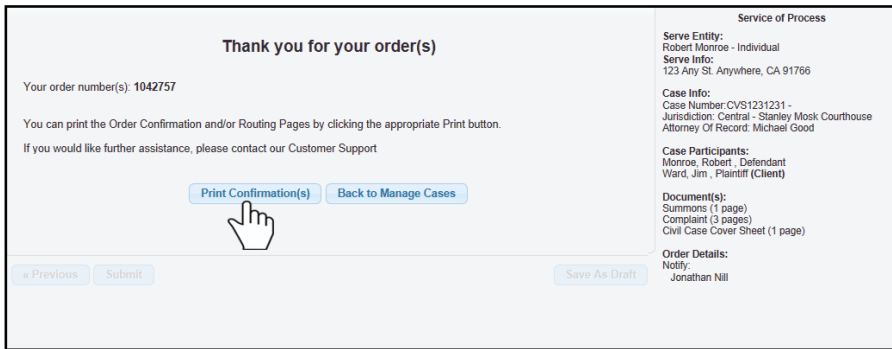 Thank you for your order(s)
Your order number(s): 1042757
You can print the Order Confirmation and/or Routing Pages by clicking the appropriate Print button.
If you would like further assistance, please contact our Customer Support
Print Confirmation(s)
Back to Manage Cases
« Previous
Submit
Save As Draft
Service of Process
Serve Entity:
Robert Monroe - Individual
Serve Info:
123 Any St. Anywhere, CA 91766
Case Info:
Case Number:CVS1231231 -
Jurisdiction: Central - Stanley Mosk Courthouse
Attorney Of Record: Michael Good
Case Participants:
Monroe, Robert , Defendant
Ward, Jim , Plaintiff (Client)
Document(s):
Summons (1 page)
Complaint (3 pages)
Civil Case Cover Sheet (1 page)
Order Details:
Notify:
Jonathan Nill